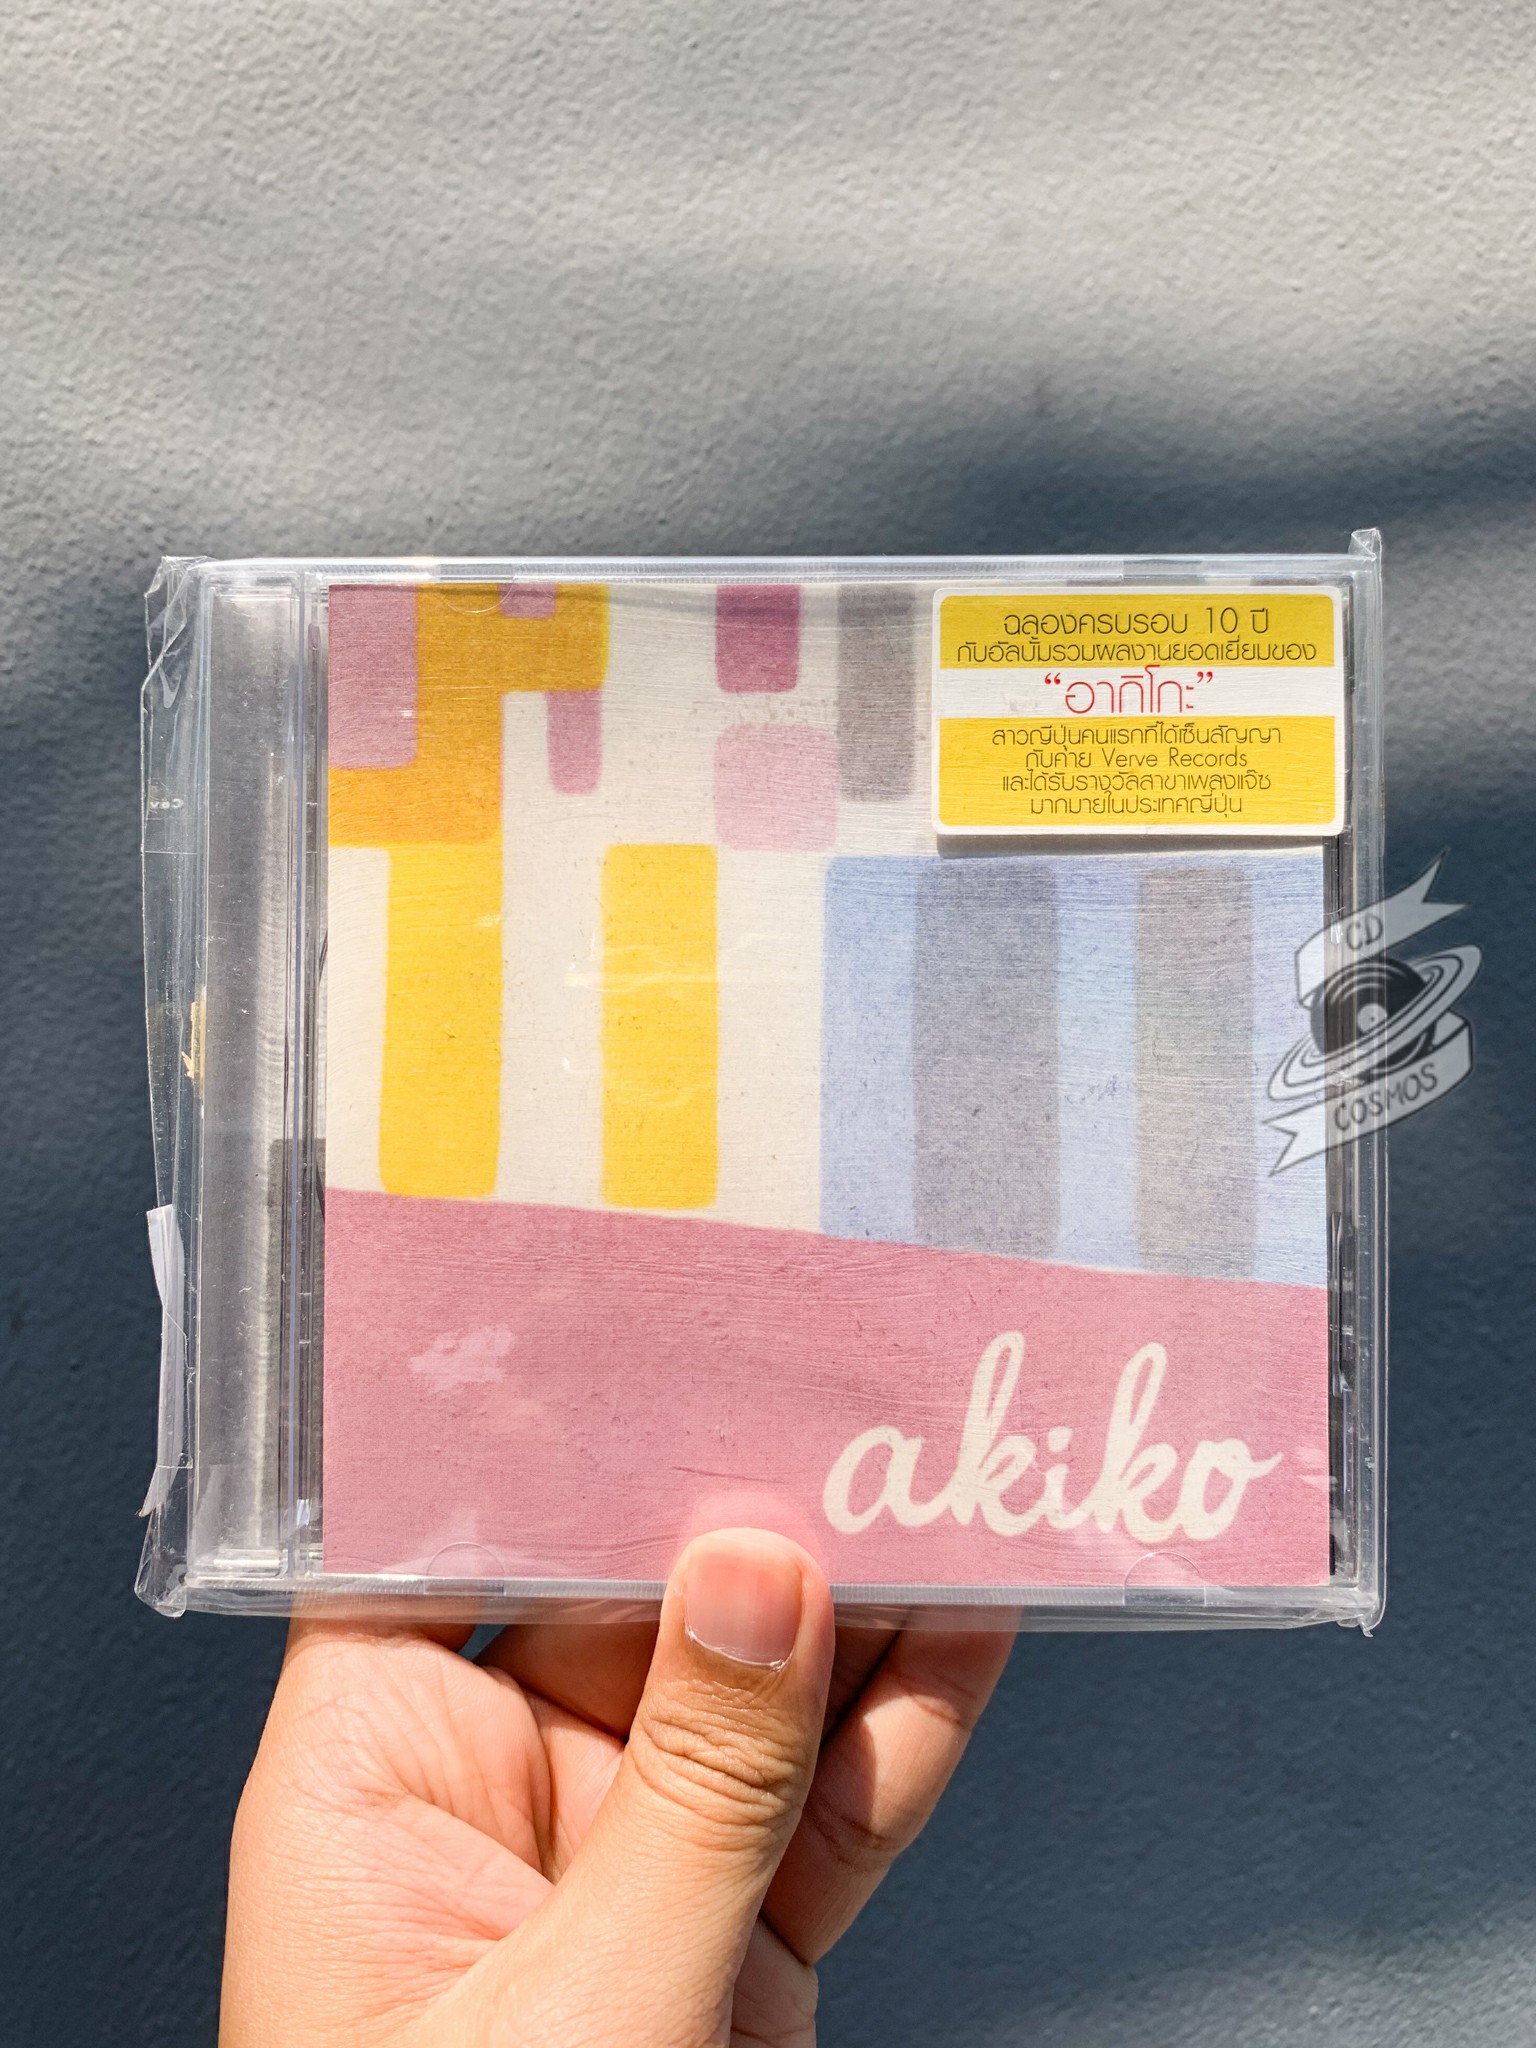 ฉลองครบรอบ 10 ปี
กับอัลบั้มรวมผลงานยอดเยี่ยมของ
“อากิโกะ”
สาวญี่ปุ่นคนแรกที่ได้เซ็นสัญญา
กับค่าย Verve Records
และได้รับรางวัลสาขาเพลงแจ๊ซ
มากมายในประเทศญี่ปุ่น
CD
COSMOS
akiko